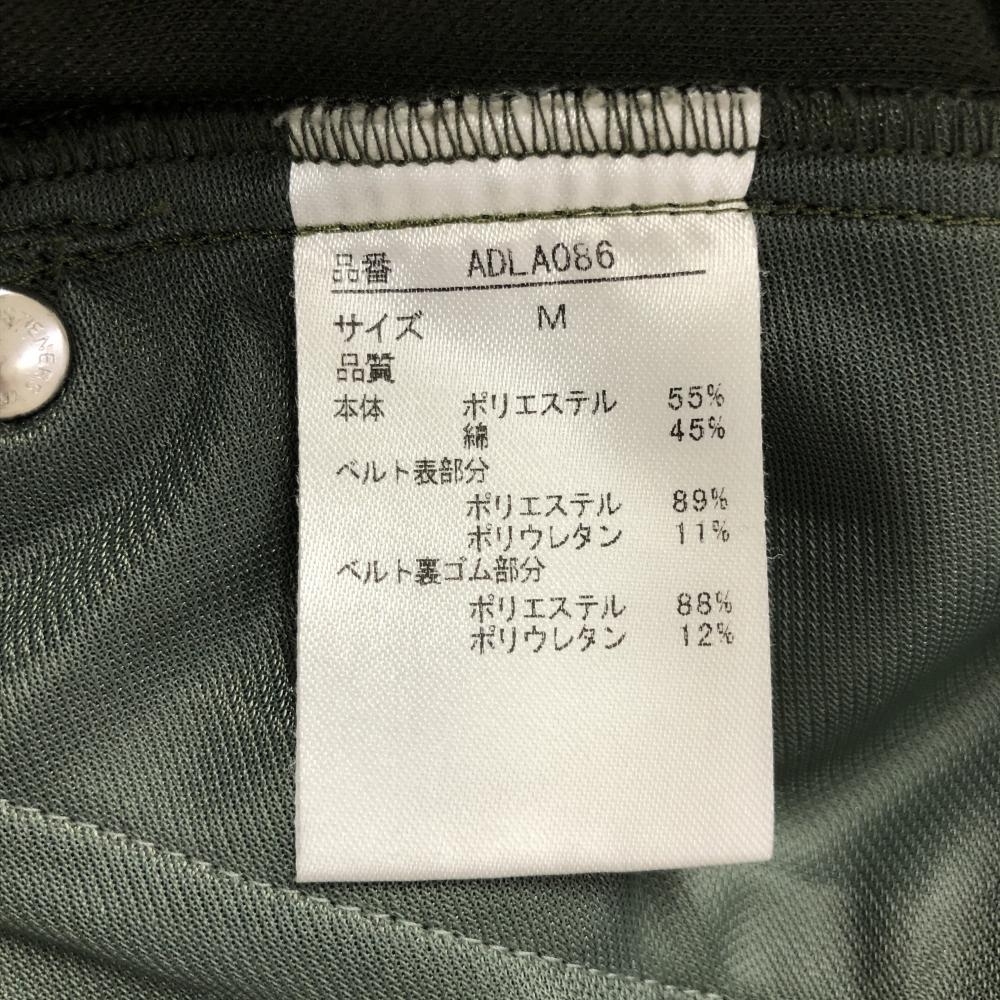 品番 ADLA086
サイズ M
品質
本体 ポリエステル 55%
綿 45%
ベルト表部分
ポリエステル 89%
ポリウレタン 11%
ベルト裏ゴム部分
ポリエステル 88%
ポリウレタン 12%